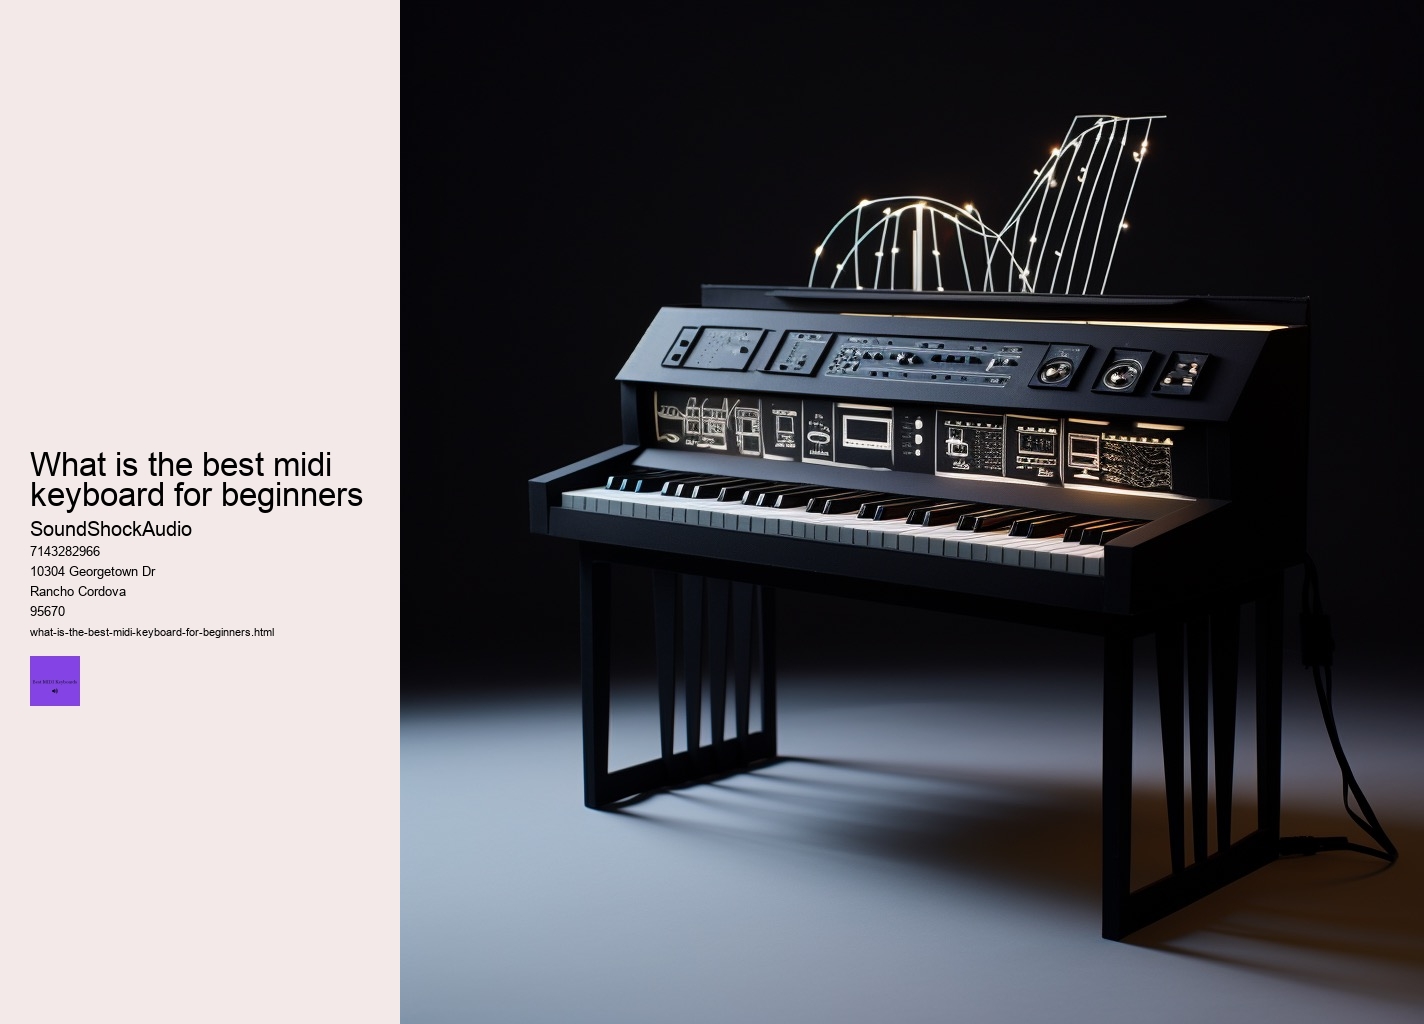 What is the best midi
keyboard for beginners
SoundShockAudio
7143282966
10304 Georgetown Dr
Rancho Cordova
95670
what-is-the-best-midi-keyboard-for-beginners.html
Best MIDI Keyboards